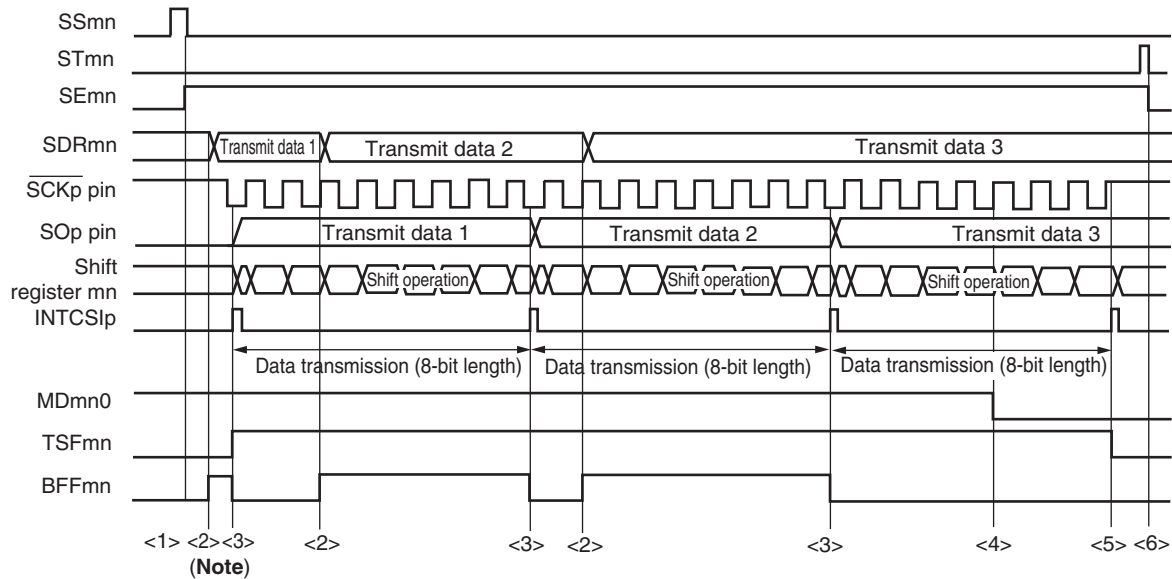 SSmn
STmn
SEmn
SDRmn Transmit data 1 Transmit data 2 Transmit data 3
SCKp pin
SOp pin Transmit data 1 Transmit data 2 Transmit data 3
Shift
register mn Shift operation Shift operation Shift operation
INTCSIp
Data transmission (8-bit length) Data transmission (8-bit length) Data transmission (8-bit length)
MDmn0
TSFmn
BFFmn
<1> <2> <3> <2> <3> <2> <3> <4> <5> <6>
(Note)